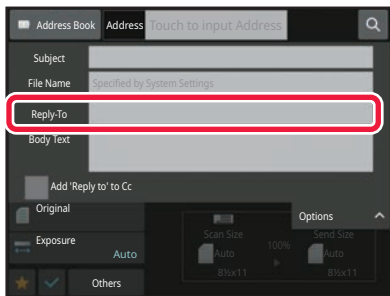 Address Book Address Touch to input Address
Subject
File Name Specified by System Settings
Reply-To
Body Text
Add 'Reply to' to Cc
Original
Options
Scan Size 100% Send Size
Exposure
Auto Auto Auto
8½x11 8½x11
Others